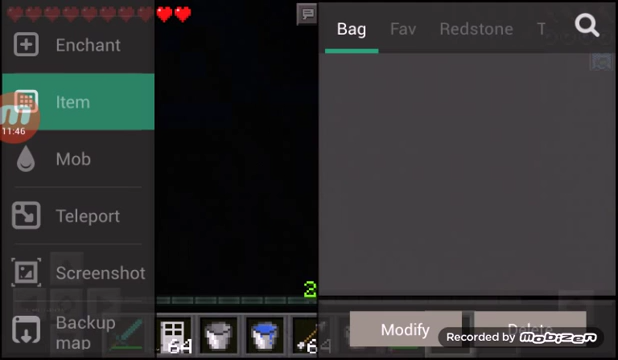 Enchant
Item
11:46
Mob
Teleport
Screenshot
Backup
map
Bag Fav Redstone T
2
64
6
Modify Delete
Recorded by MOBIZEN